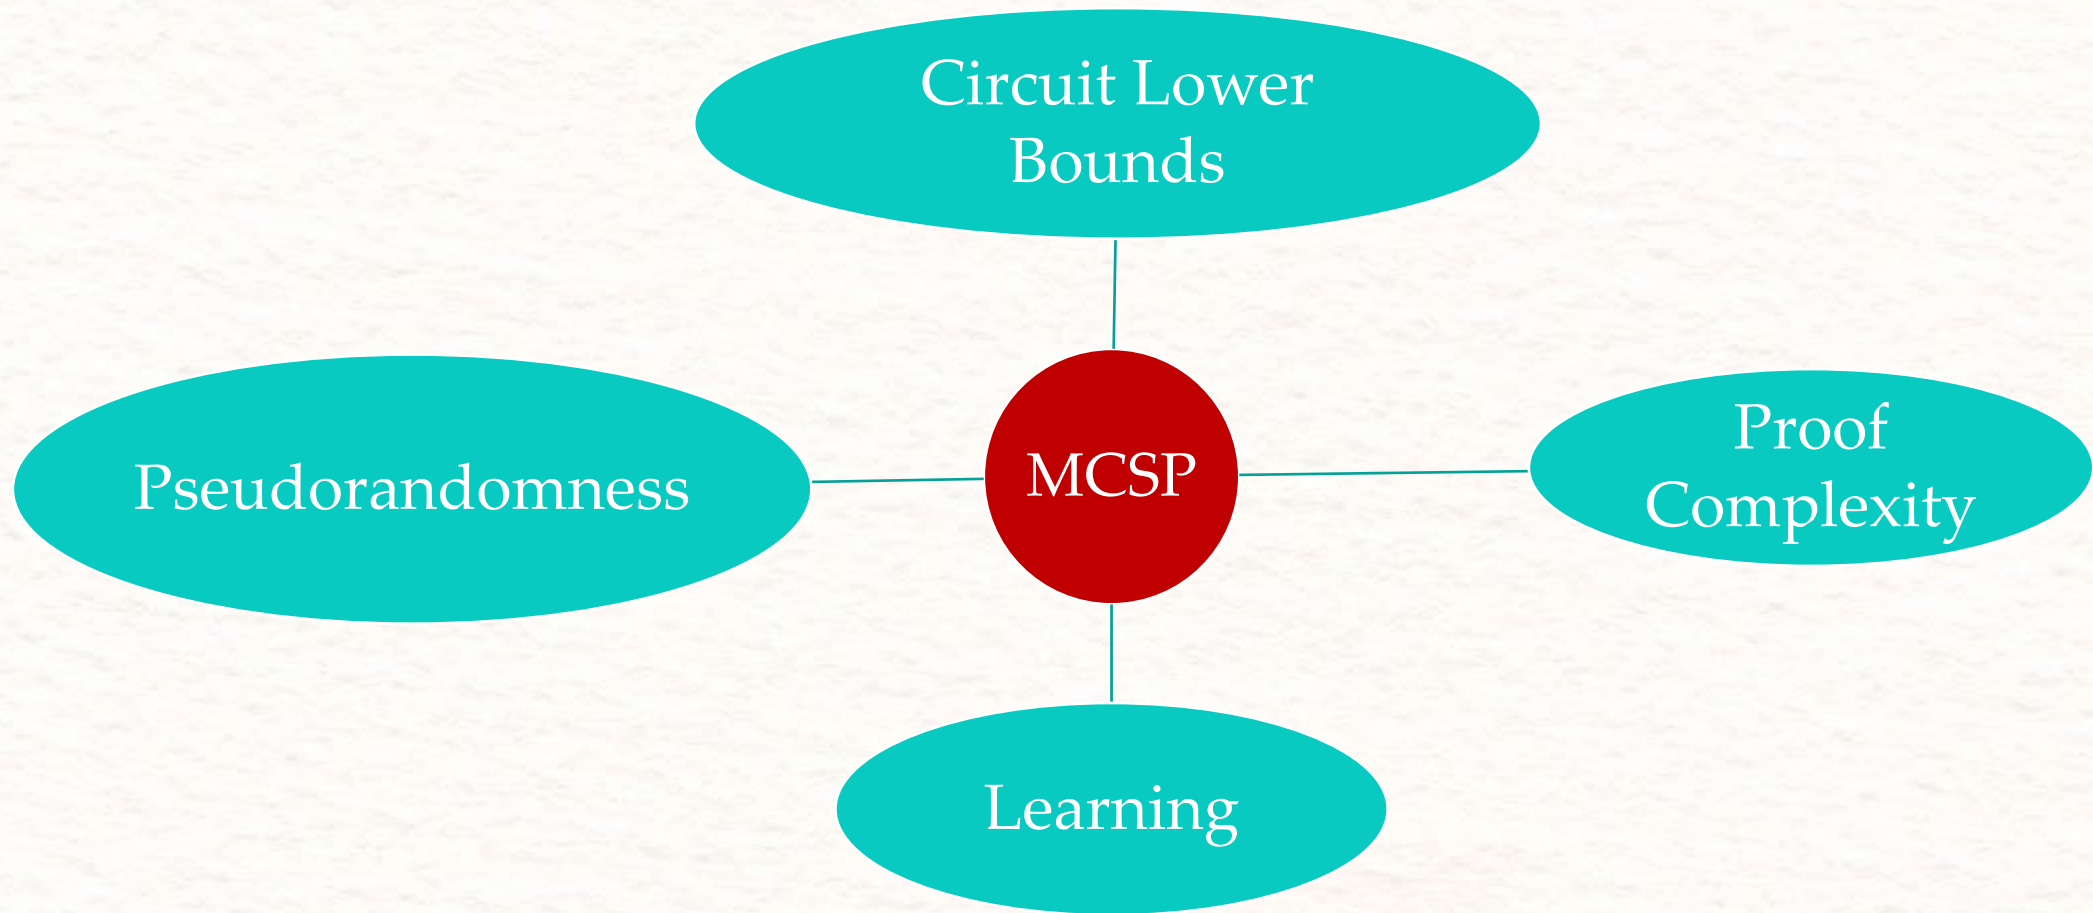 Circuit Lower
Bounds
Pseudorandomness
MCSP
Proof
Complexity
Learning